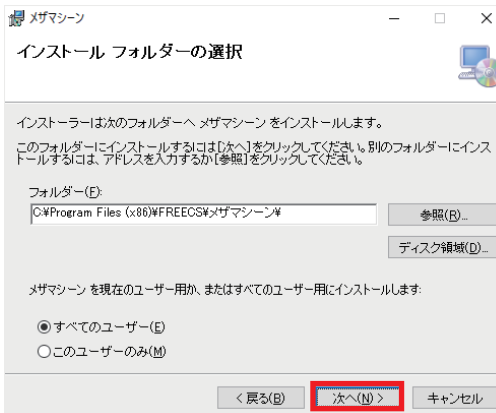 メザマシーン
インストール フォルダーの選択
インストーラーは次のフォルダーへ メザマシーン をインストールします。
このフォルダーにインストールするには[次へ]をクリックしてください。別のフォルダーにインス
トールするには、アドレスを入力するか[参照]をクリックしてください。
フォルダー(F):
C:¥Program Files (x86)¥FREECS¥メザマシーン¥
参照(R)...
ディスク領域(D)...
メザマシーン を現在のユーザー用か、またはすべてのユーザー用にインストールします:
すべてのユーザー(E)
このユーザーのみ(M)
< 戻る(B)
次へ(N) >
キャンセル